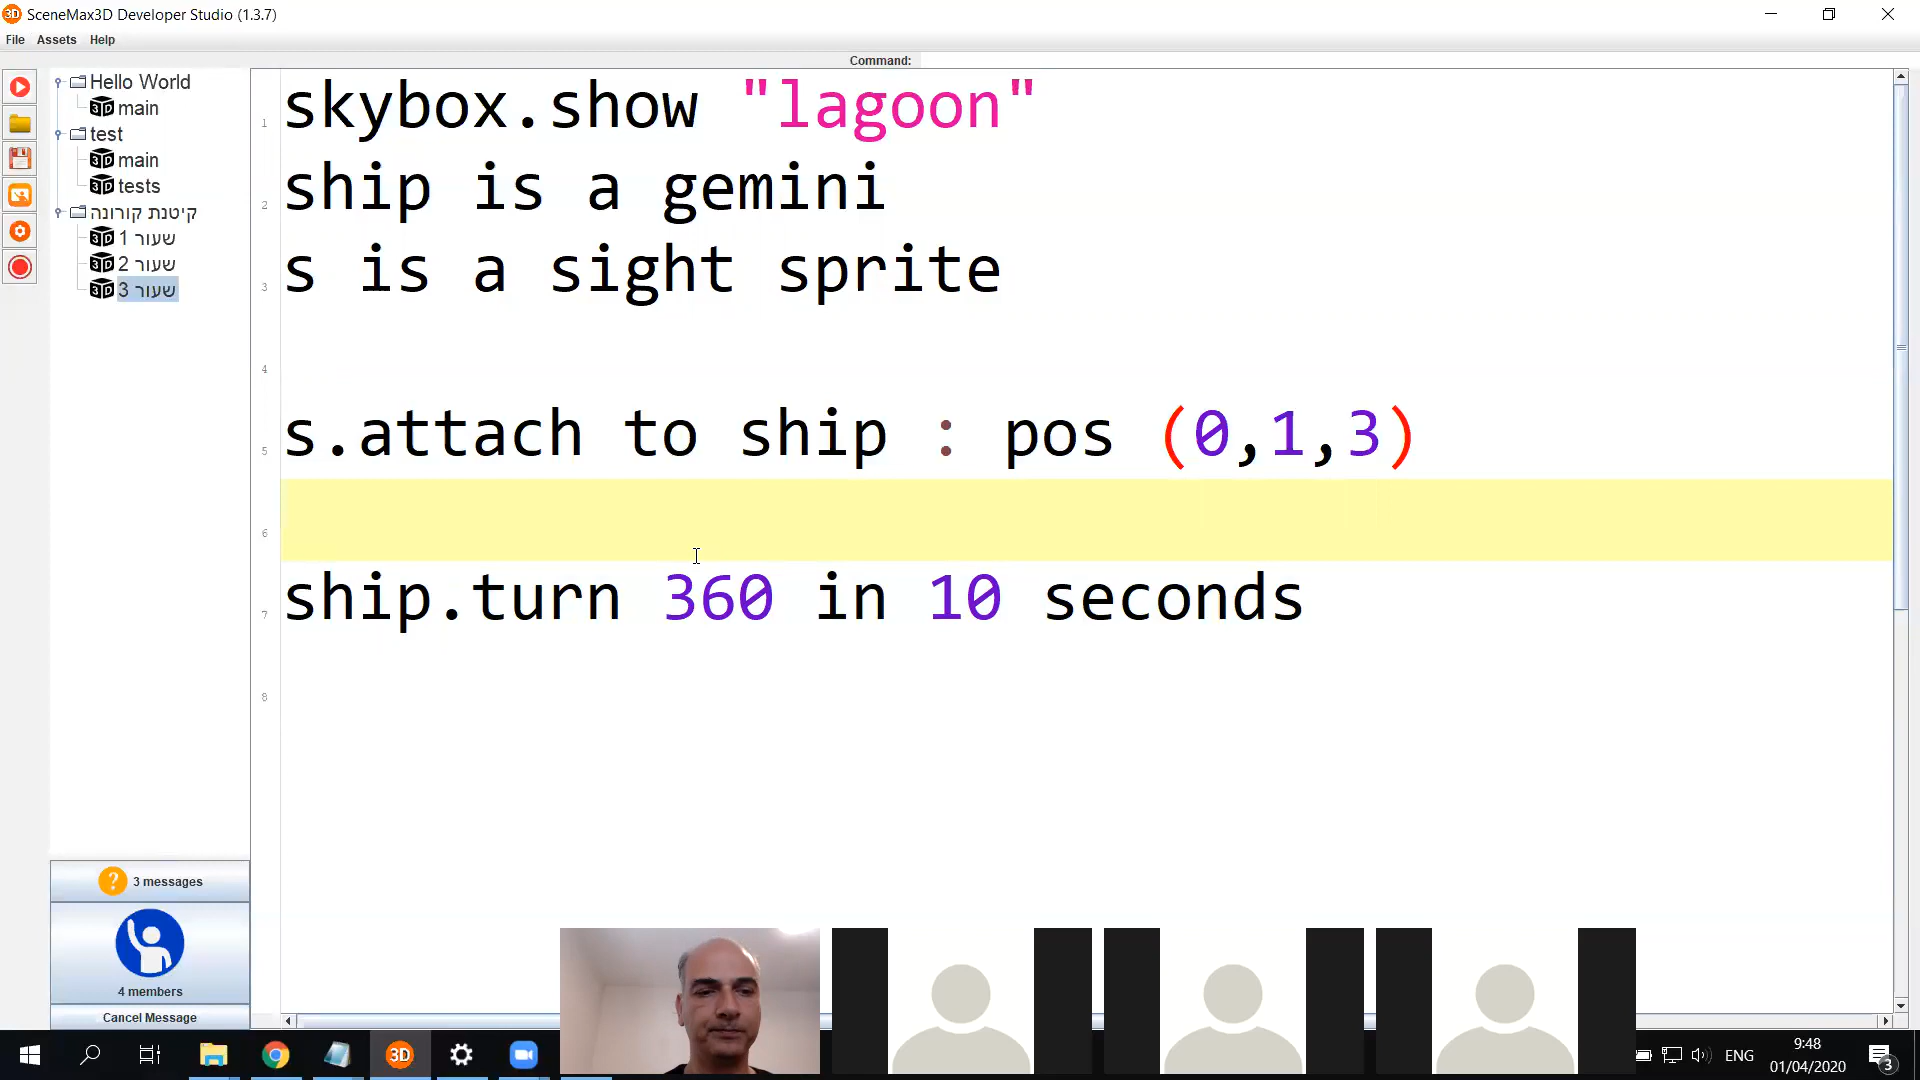 SceneMax3D Developer Studio (1.3.7)
File Assets Help
Command:
Hello World
main
test
main
tests
קיטנת קורונה
שעור 1
שעור 2
שעור 3
1 skybox.show "lagoon"
2 ship is a gemini
3 s is a sight sprite
4
5 s.attach to ship : pos (0,1,3)
6
7 ship.turn 360 in 10 seconds
8
? 3 messages
4 members
Cancel Message
3D
ENG
9:48
01/04/2020
3